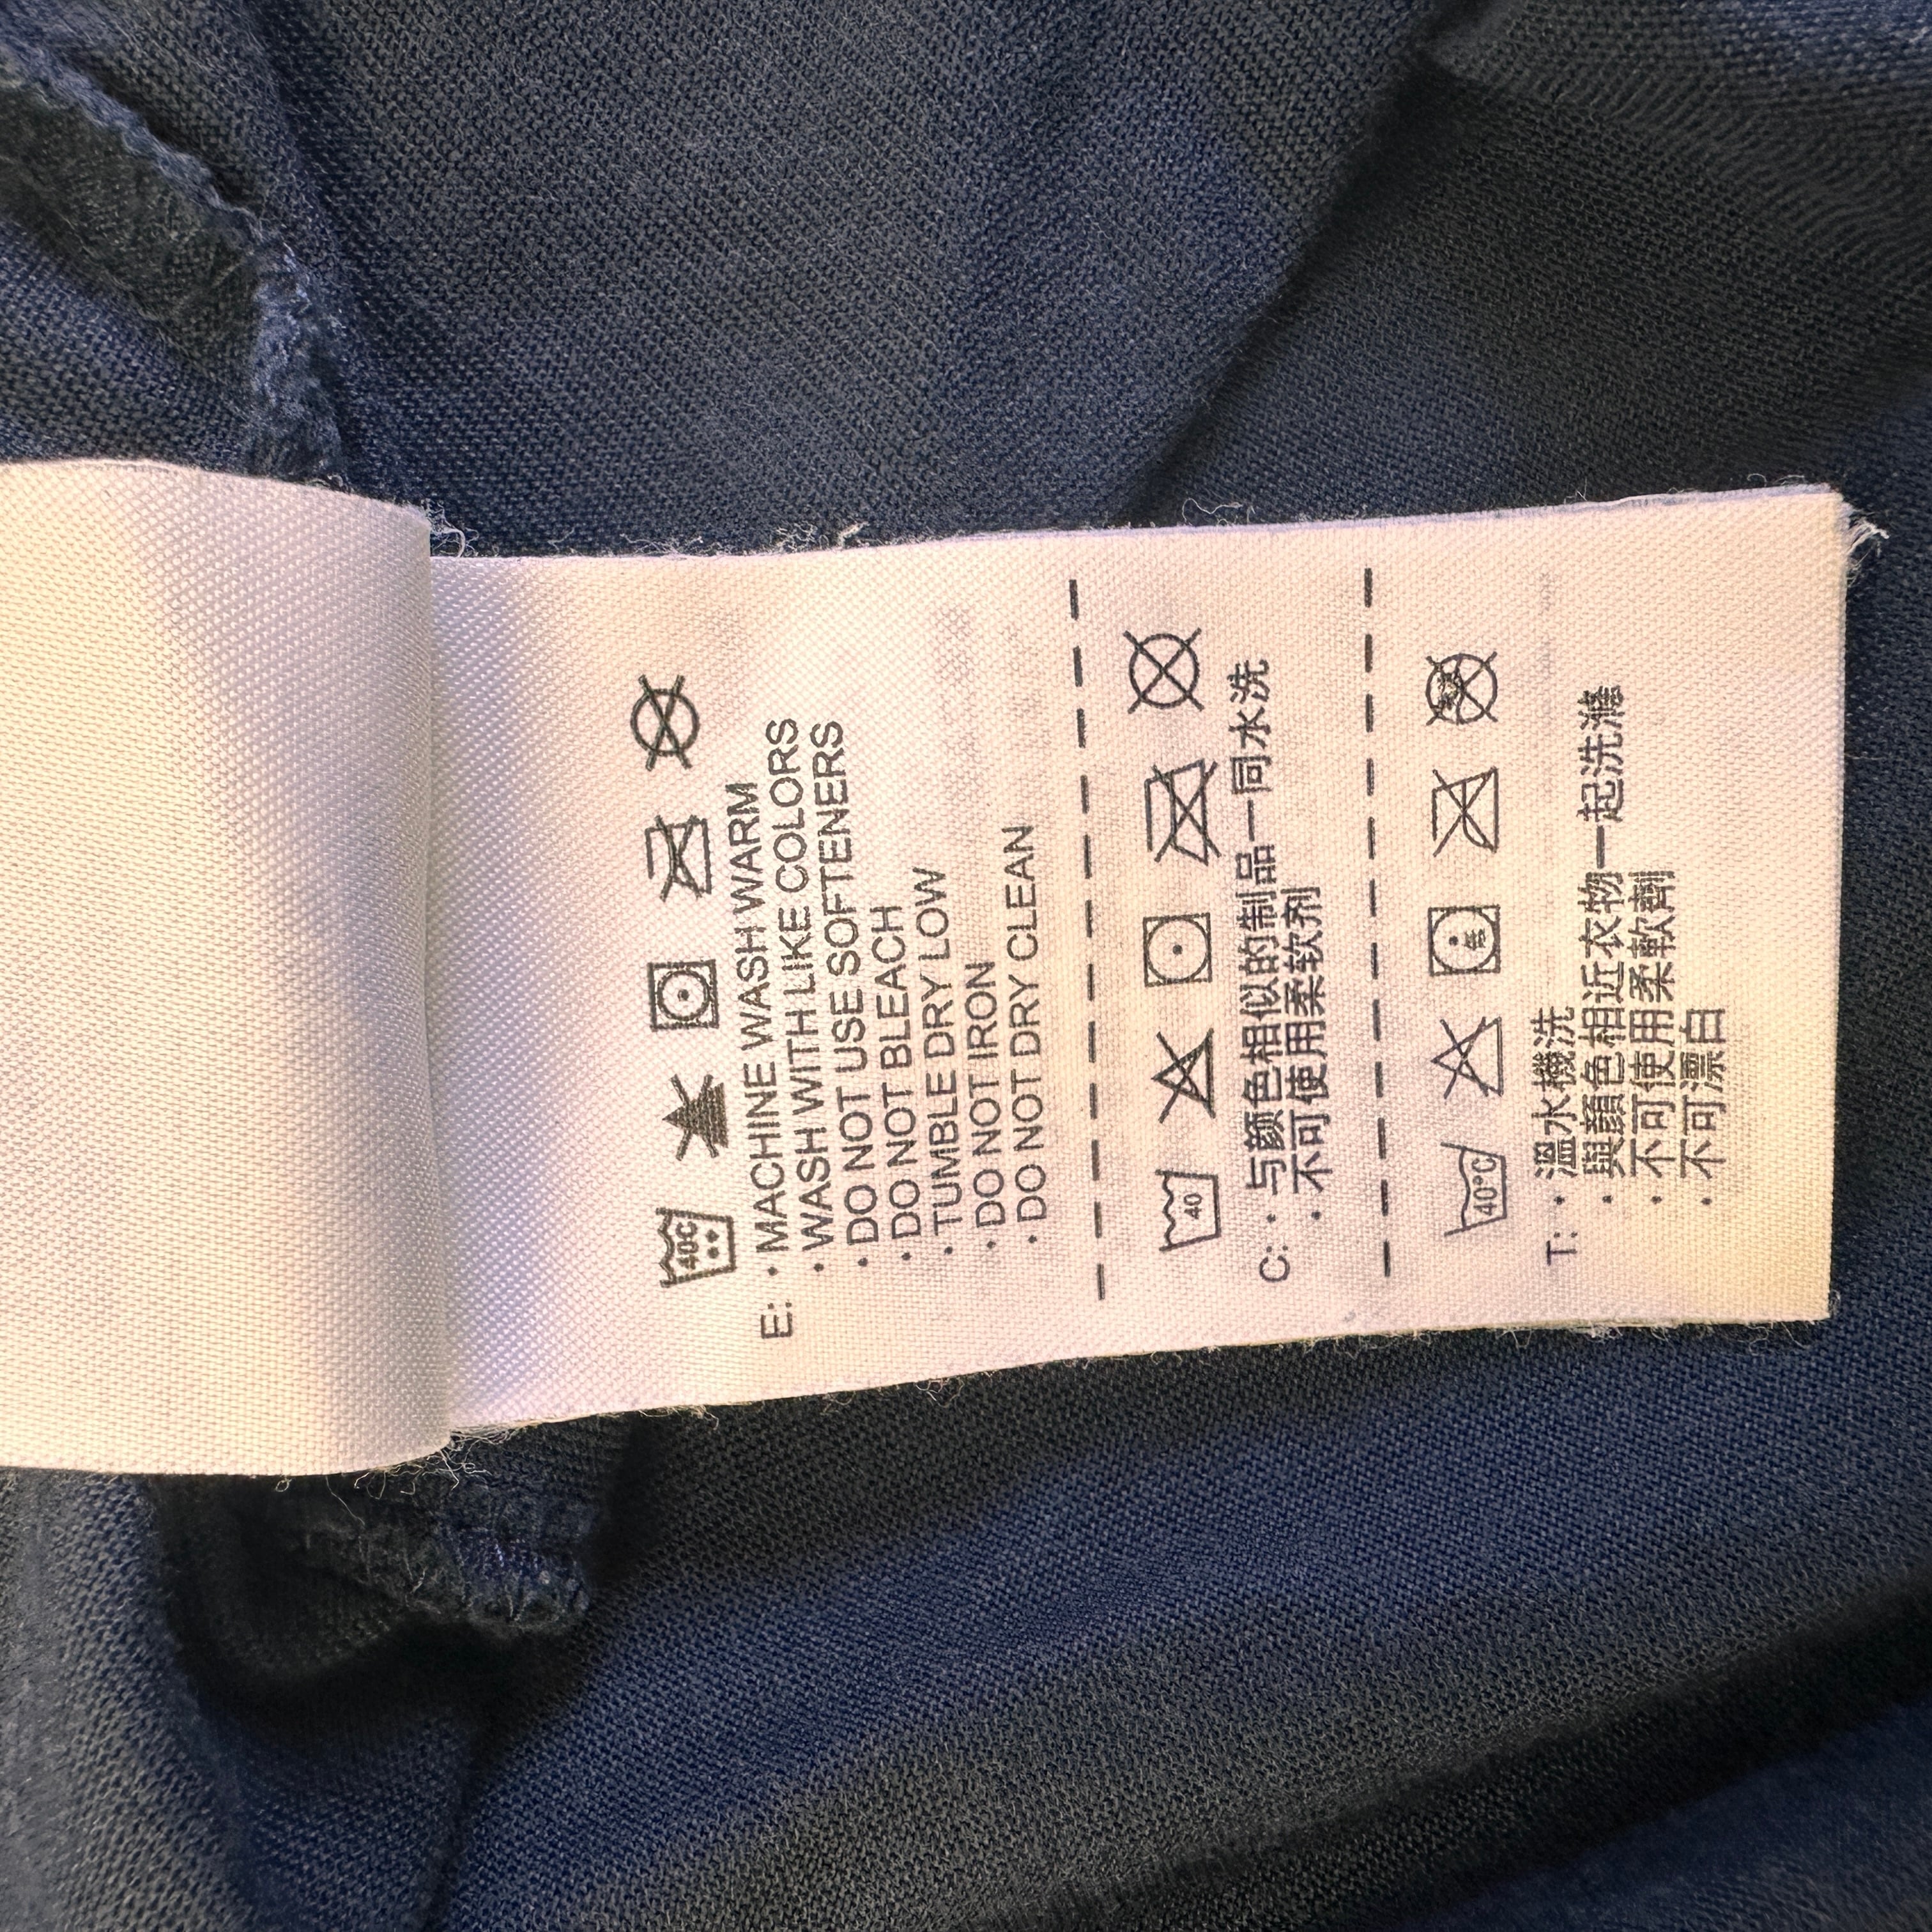 40C
E: · MACHINE WASH WARM
· WASH WITH LIKE COLORS
· DO NOT USE SOFTENERS
· DO NOT BLEACH
· TUMBLE DRY LOW
· DO NOT IRON
· DO NOT DRY CLEAN
40
C: · 与颜色相似的制品一同水洗
· 不可使用柔软剂
40°C
T: · 溫水機洗
· 與顏色相近衣物一起洗滌
· 不可使用柔軟劑
· 不可漂白